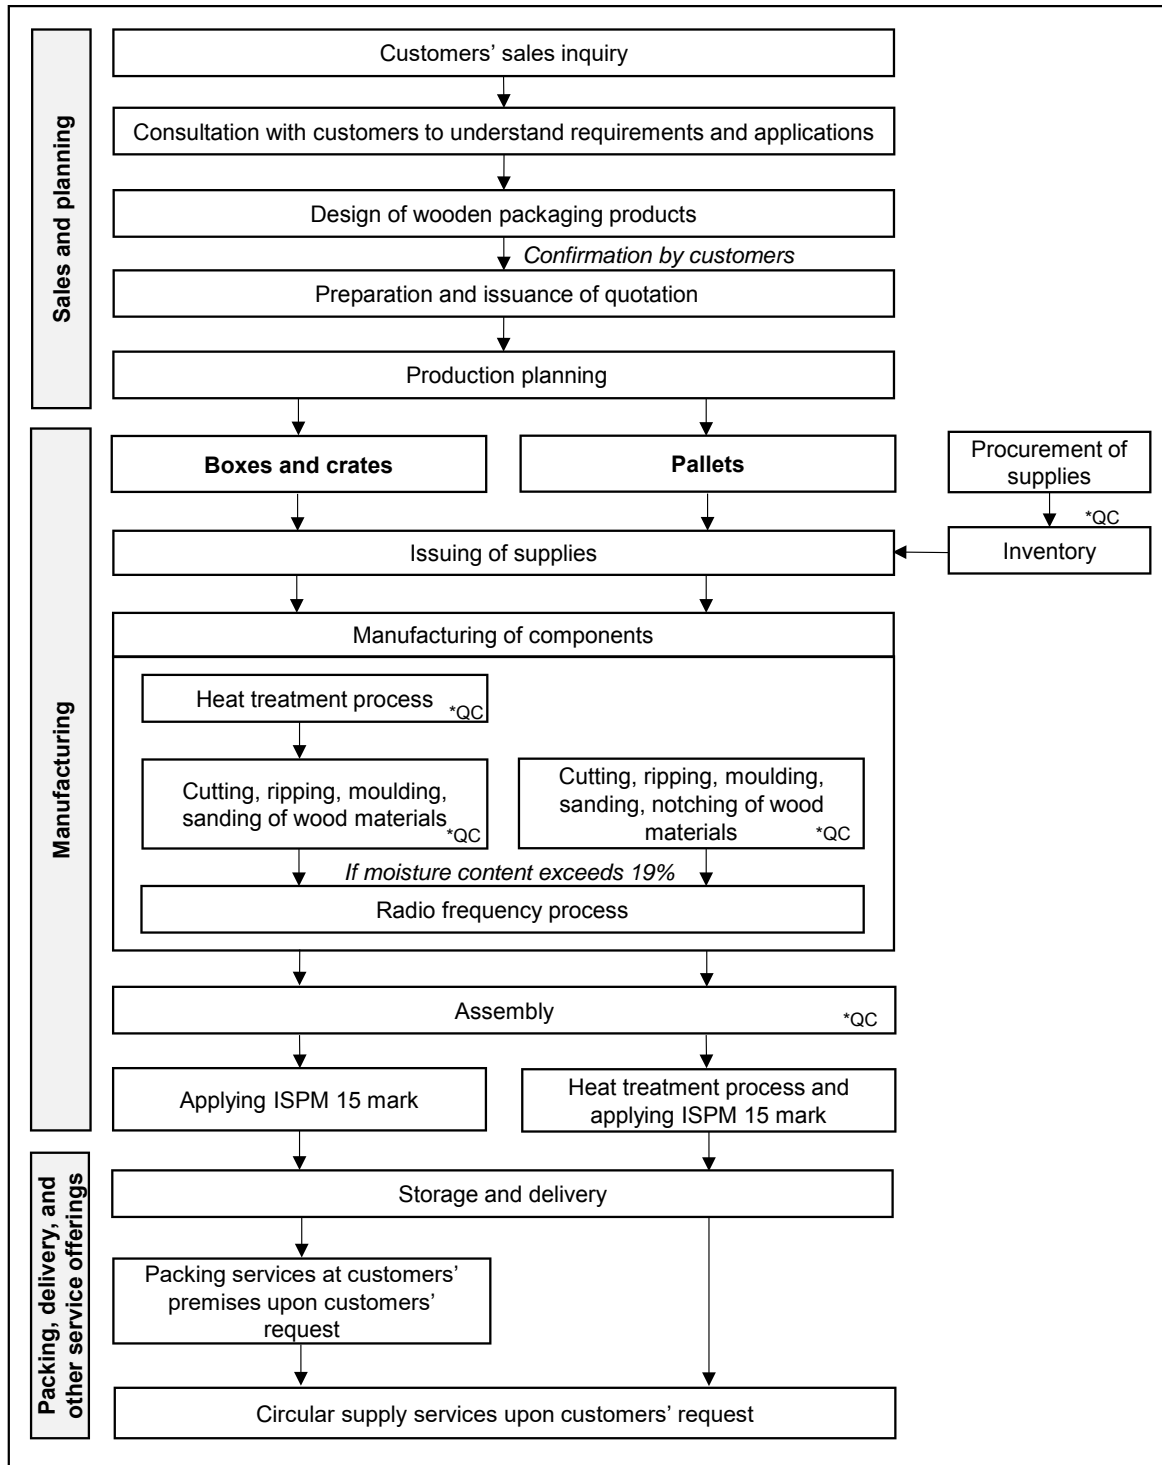 Sales and planning
Customers’ sales inquiry
Consultation with customers to understand requirements and applications
Design of wooden packaging products
Confirmation by customers
Preparation and issuance of quotation
Production planning
Manufacturing
Boxes and crates
Pallets
Procurement of
supplies
*QC
Issuing of supplies
Inventory
Manufacturing of components
Heat treatment process
*QC
Cutting, ripping, moulding,
sanding of wood materials
*QC
Cutting, ripping, moulding,
sanding, notching of wood
materials
*QC
If moisture content exceeds 19%
Radio frequency process
Assembly
*QC
Applying ISPM 15 mark
Heat treatment process and
applying ISPM 15 mark
Packing, delivery, and
other service offerings
Storage and delivery
Packing services at customers’
premises upon customers’
request
Circular supply services upon customers’ request